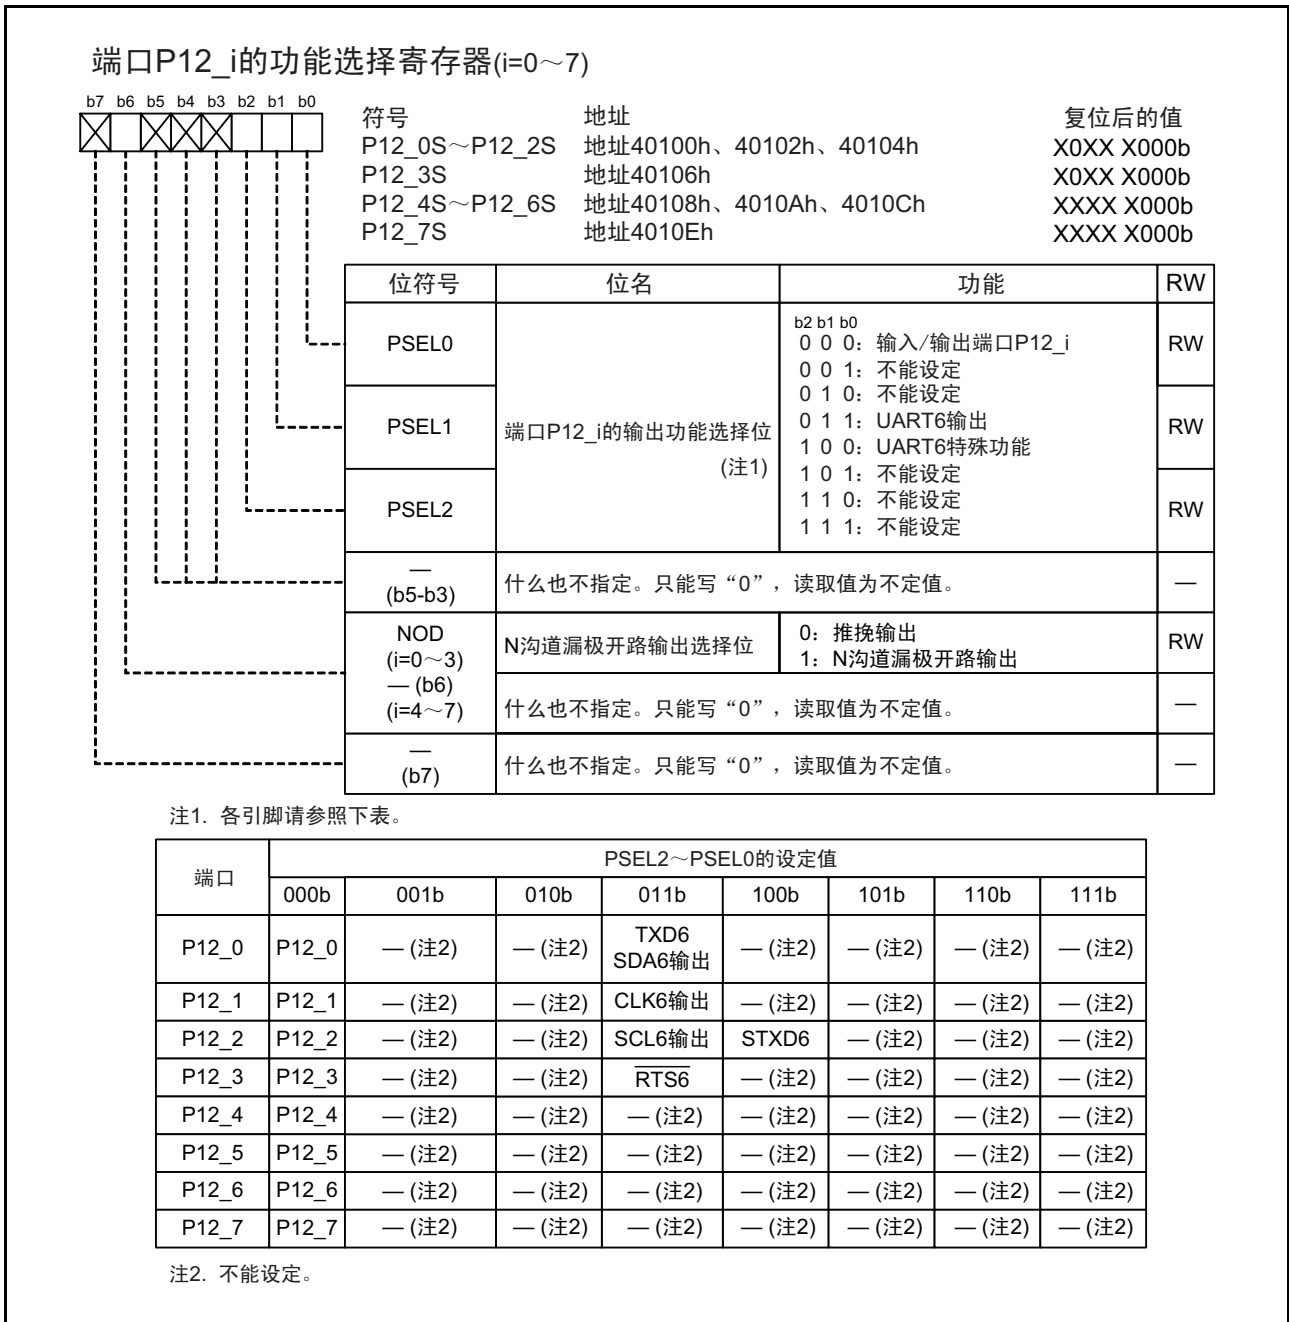 端口P12_i的功能选择寄存器(i=0～7)
b7 b6 b5 b4 b3 b2 b1 b0
符号 地址 复位后的值
P12_0S～P12_2S 地址40100h、40102h、40104h X0XX X000b
P12_3S 地址40106h X0XX X000b
P12_4S～P12_6S 地址40108h、4010Ah、4010Ch XXXX X000b
P12_7S 地址4010Eh XXXX X000b
位符号 位名 功能 RW
PSEL0 RW
PSEL1 RW
PSEL2 RW
端口P12_i的输出功能选择位
(注1)
b2 b1 b0
0 0 0：输入/输出端口P12_i
0 0 1：不能设定
0 1 0：不能设定
0 1 1：UART6输出
1 0 0：UART6特殊功能
1 0 1：不能设定
1 1 0：不能设定
1 1 1：不能设定
—
(b5-b3)
什么也不指定。只能写“0”，读取值为不定值。 —
NOD
(i=0～3)
N沟道漏极开路输出选择位
0：推挽输出
1：N沟道漏极开路输出
RW
— (b6)
(i=4～7)
什么也不指定。只能写“0”，读取值为不定值。 —
—
(b7)
什么也不指定。只能写“0”，读取值为不定值。 —
注1. 各引脚请参照下表。
端口 PSEL2～PSEL0的设定值
000b 001b 010b 011b 100b 101b 110b 111b
P12_0 P12_0 — (注2) — (注2) TXD6 SDA6输出 — (注2) — (注2) — (注2) — (注2)
P12_1 P12_1 — (注2) — (注2) CLK6输出 — (注2) — (注2) — (注2) — (注2)
P12_2 P12_2 — (注2) — (注2) SCL6输出 STXD6 — (注2) — (注2) — (注2)
P12_3 P12_3 — (注2) — (注2) RTS6 — (注2) — (注2) — (注2) — (注2)
P12_4 P12_4 — (注2) — (注2) — (注2) — (注2) — (注2) — (注2) — (注2)
P12_5 P12_5 — (注2) — (注2) — (注2) — (注2) — (注2) — (注2) — (注2)
P12_6 P12_6 — (注2) — (注2) — (注2) — (注2) — (注2) — (注2) — (注2)
P12_7 P12_7 — (注2) — (注2) — (注2) — (注2) — (注2) — (注2) — (注2)
注2. 不能设定。